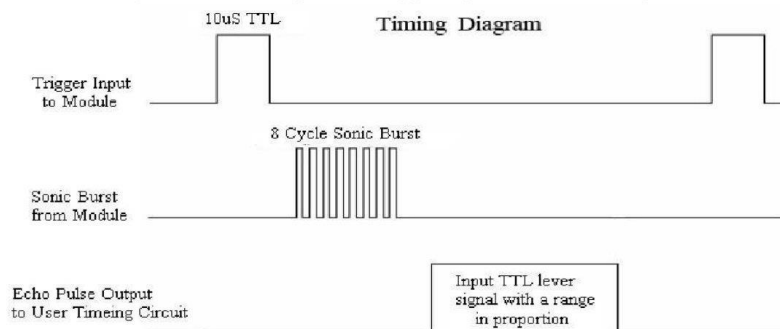 10uS TTL
Timing Diagram
Trigger Input
to Module
8 Cycle Sonic Burst
Sonic Burst
from Module
Echo Pulse Output
to User Timeing Circuit
Input TTL lever
signal with a range
in proportion